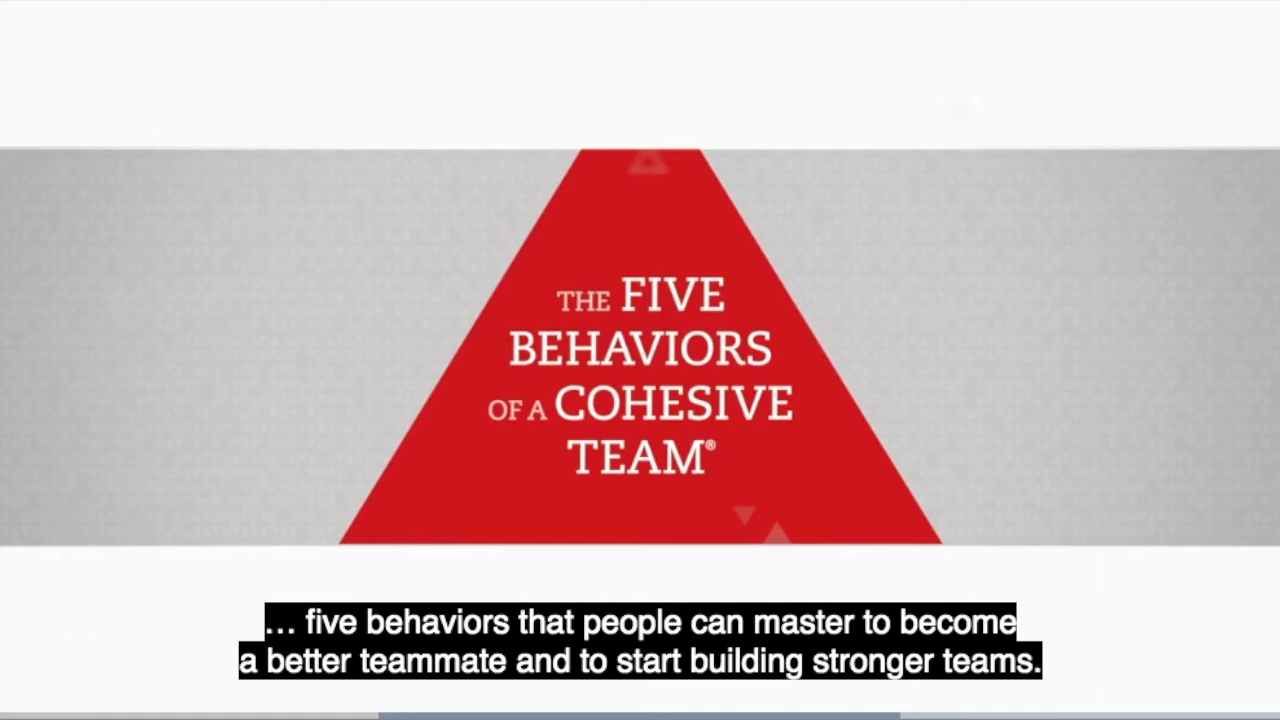 THE FIVE
BEHAVIORS
OF A COHESIVE
TEAM®
... five behaviors that people can master to become
a better teammate and to start building stronger teams.